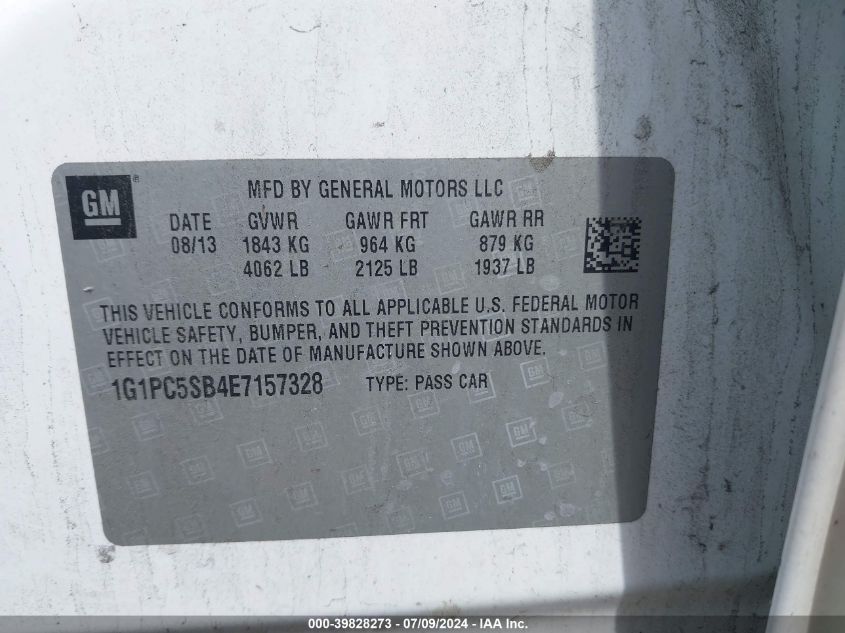 GM ®
MFD BY GENERAL MOTORS LLC
DATE GVWR GAWR FRT GAWR RR
08/13 1843 KG 964 KG 879 KG
4062 LB 2125 LB 1937 LB
THIS VEHICLE CONFORMS TO ALL APPLICABLE U.S. FEDERAL MOTOR
VEHICLE SAFETY, BUMPER, AND THEFT PREVENTION STANDARDS IN
EFFECT ON THE DATE OF MANUFACTURE SHOWN ABOVE.
1G1PC5SB4E7157328 TYPE: PASS CAR
000-39828273 - 07/09/2024 - IAA Inc.